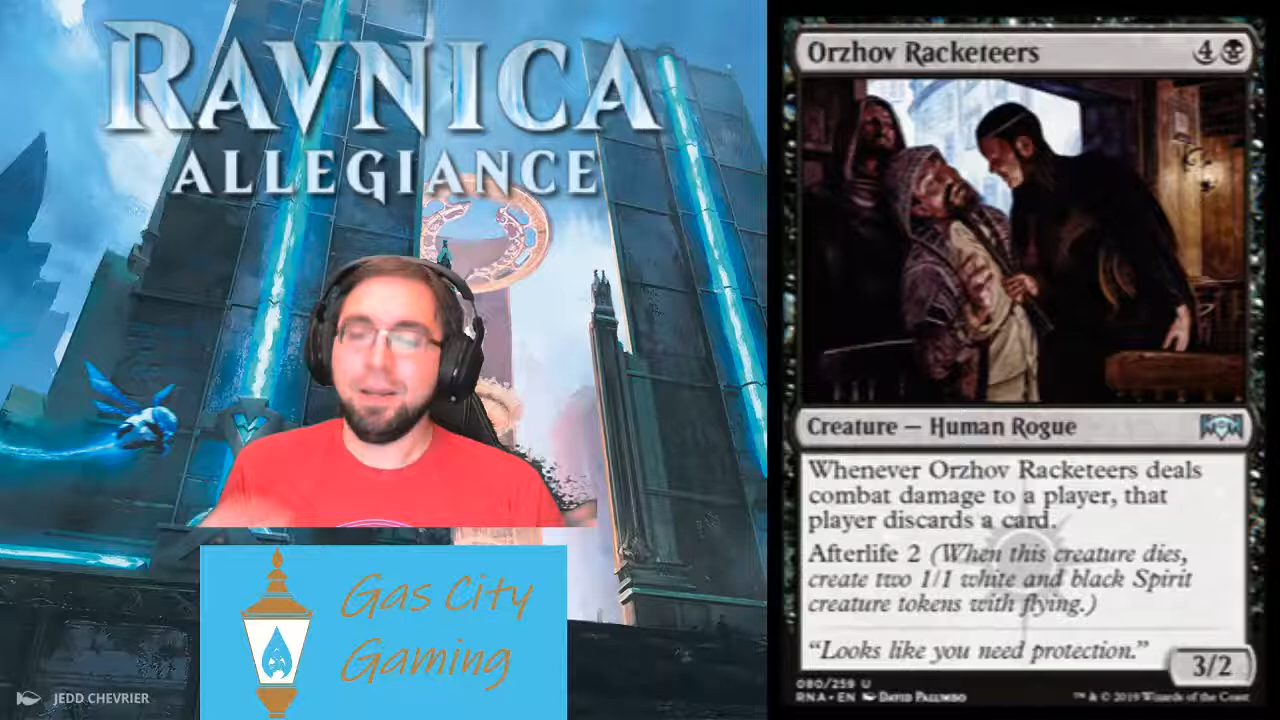 RAVNICA
ALLEGIANCE
Gas City
Gaming
JEDD CHEVRIER
Orzhov Racketeers 4
Creature — Human Rogue
Whenever Orzhov Racketeers deals
combat damage to a player, that
player discards a card.
Afterlife 2 (When this creature dies,
create two 1/1 white and black Spirit
creature tokens with flying.)
“Looks like you need protection.”
3/2
080/259 U
RNA • EN DAVID PALUMBO
™ & © 2019 Wizards of the Coast